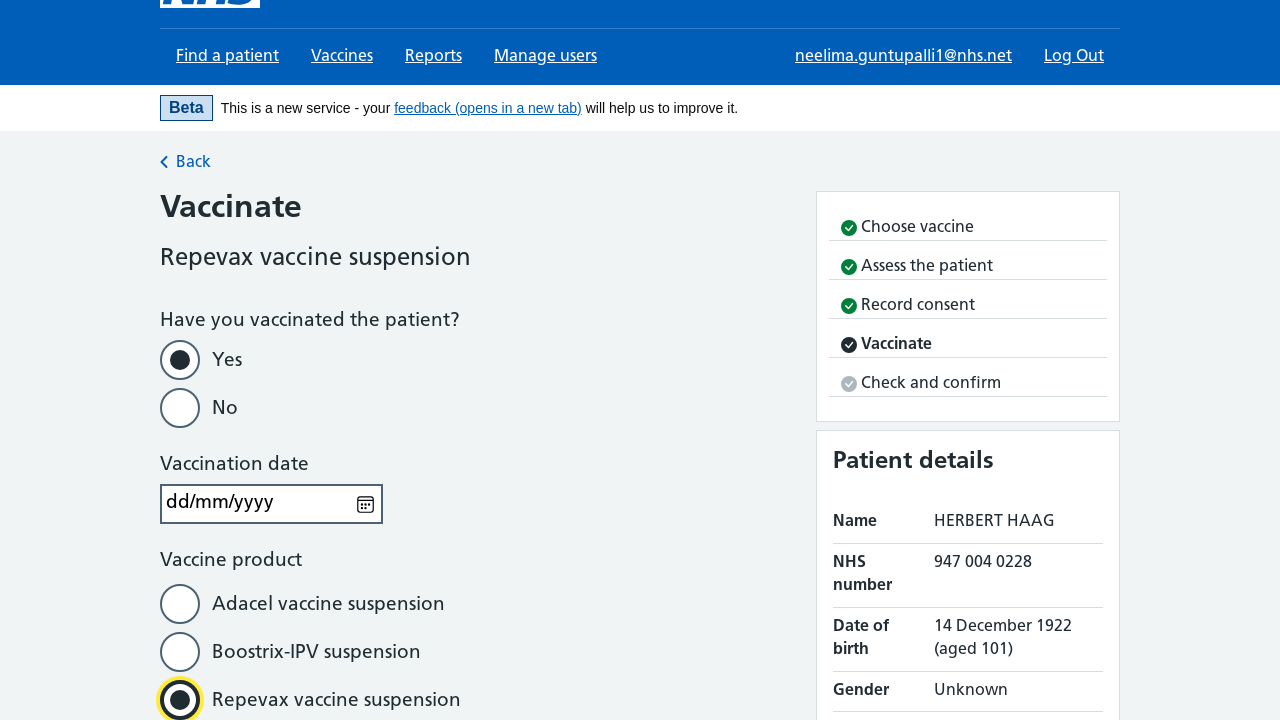 NHS
Find a patient
Vaccines
Reports
Manage users
neelima.guntupalli1@nhs.net
Log Out
Beta
This is a new service - your feedback (opens in a new tab) will help us to improve it.
Back
Vaccinate
Repevax vaccine suspension
Have you vaccinated the patient?
Yes
No
Vaccination date
dd/mm/yyyy
Vaccine product
Adacel vaccine suspension
Boostrix-IPV suspension
Repevax vaccine suspension
Choose vaccine
Assess the patient
Record consent
Vaccinate
Check and confirm
Patient details
Name HERBERT HAAG
NHS 947 004 0228
number
Date of 14 December 1922
birth (aged 101)
Gender Unknown